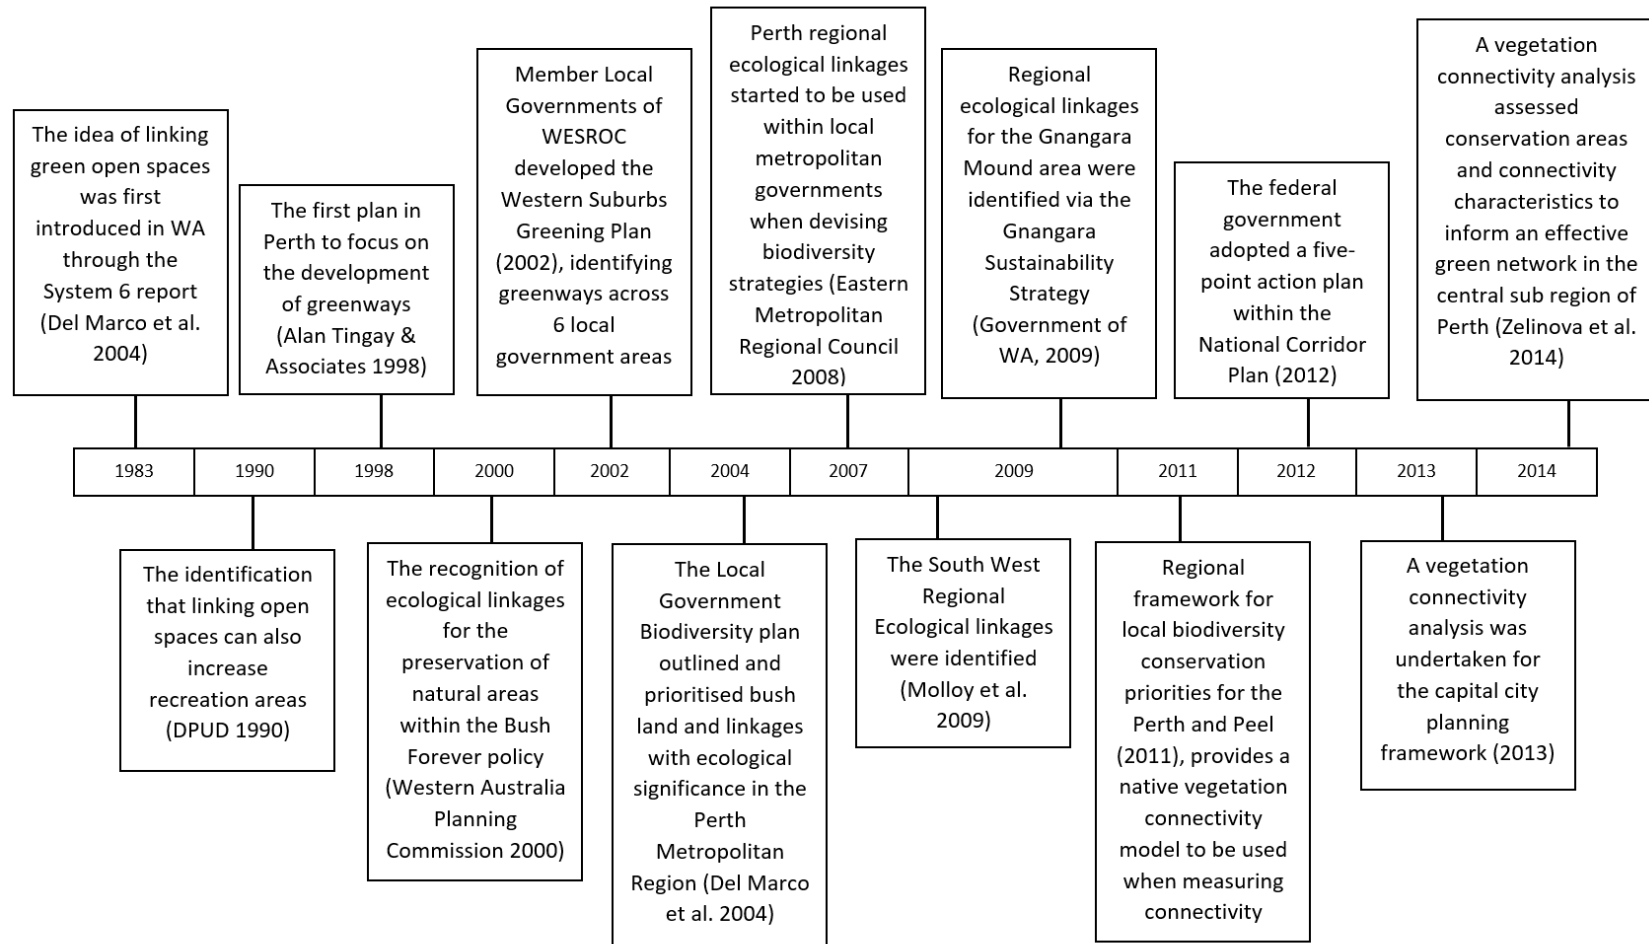 The idea of linking
green open spaces
was first
introduced in WA
through the
System 6 report
(Del Marco et al.
2004)
The first plan in
Perth to focus on
the development
of greenways
(Alan Tingay &
Associates 1998)
Member Local
Governments of
WESROC
developed the
Western Suburbs
Greening Plan
(2002), identifying
greenways across
6 local
government areas
Perth regional
ecological linkages
started to be used
within local
metropolitan
governments
when devising
biodiversity
strategies (Eastern
Metropolitan
Regional Council
2008)
Regional
ecological linkages
for the Gnangara
Mound area were
identified via the
Gnangara
Sustainability
Strategy
(Government of
WA, 2009)
The federal
government
adopted a five-
point action plan
within the
National Corridor
Plan (2012)
A vegetation
connectivity analysis
assessed
conservation areas
and connectivity
characteristics to
inform an effective
green network in the
central sub region of
Perth (Zelinova et al.
2014)
1983 1990 1998 2000 2002 2004 2007 2009 2011 2012 2013 2014
The identification
that linking open
spaces can also
increase
recreation areas
(DPUD 1990)
The recognition of
ecological linkages
for the
preservation of
natural areas
within the Bush
Forever policy
(Western Australia
Planning
Commission 2000)
The Local
Government
Biodiversity plan
outlined and
prioritised bush
land and linkages
with ecological
significance in the
Perth
Metropolitan
Region (Del Marco
et al. 2004)
The South West
Regional
Ecological linkages
were identified
(Molloy et al.
2009)
Regional
framework for
local biodiversity
conservation
priorities for the
Perth and Peel
(2011), provides a
native vegetation
connectivity
model to be used
when measuring
connectivity
A vegetation
connectivity
analysis was
undertaken for
the capital city
planning
framework (2013)